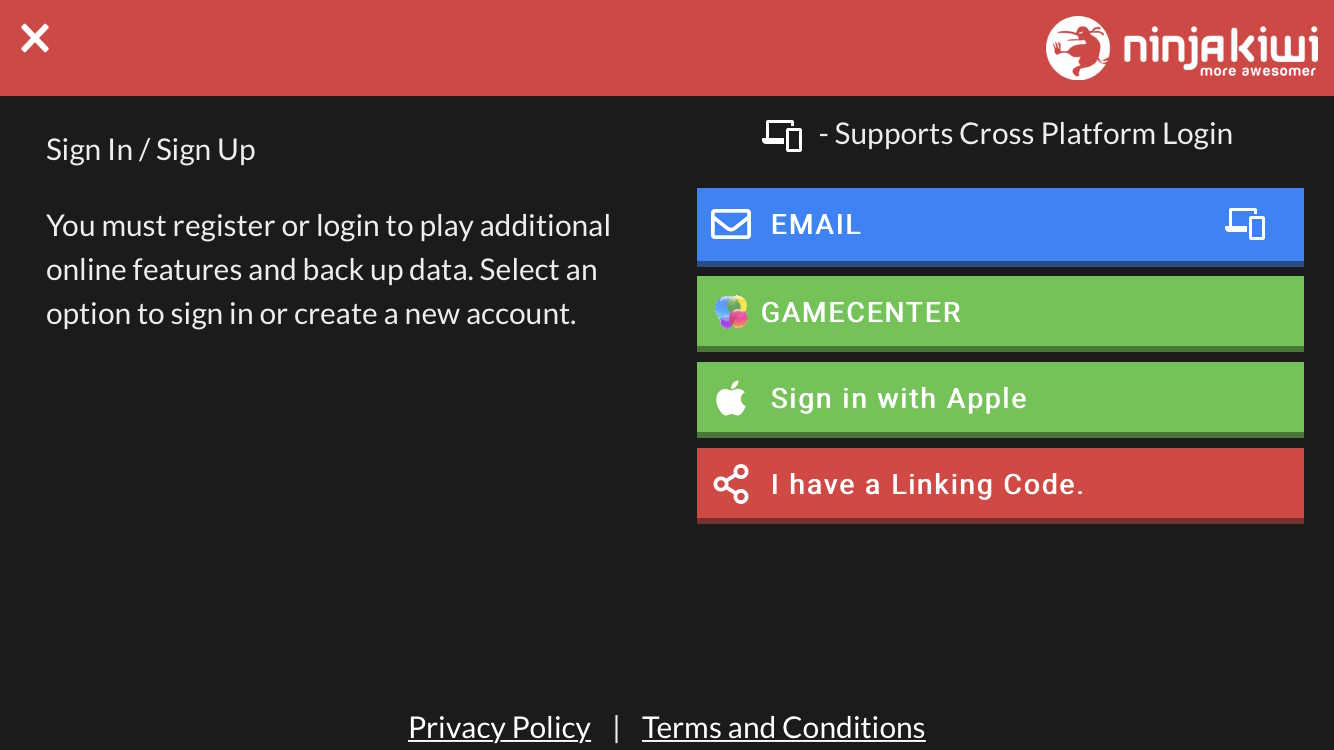 ninjakiwi
more awesomer
Sign In / Sign Up
You must register or login to play additional
online features and back up data. Select an
option to sign in or create a new account.
- Supports Cross Platform Login
EMAIL
GAMECENTER
Sign in with Apple
I have a Linking Code.
Privacy Policy | Terms and Conditions